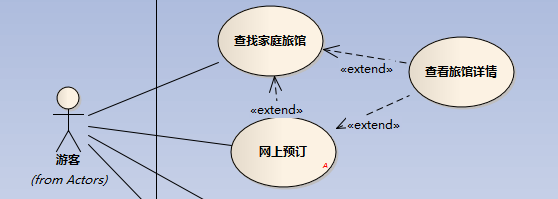 查找家庭旅馆
«extend»
查看旅馆详情
«extend»
«extend»
网上预订
A
游客
(from Actors)